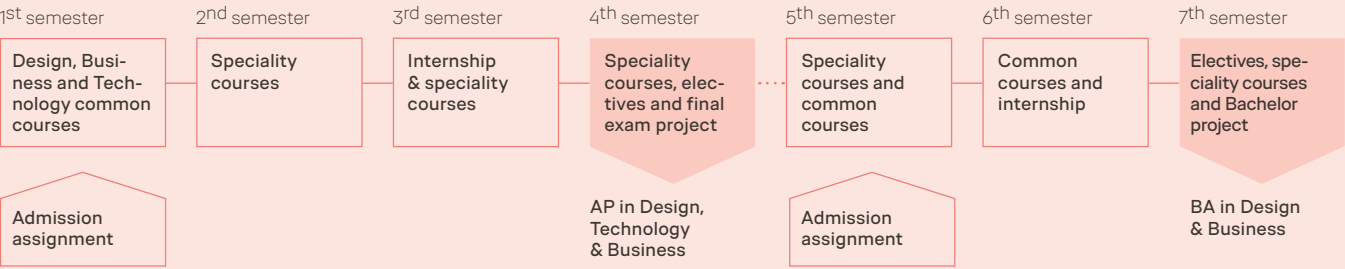 1st semester
Design, Busi-
ness and Tech-
nology common
courses
Admission
assignment
2nd semester
Speciality
courses
3rd semester
Internship
& speciality
courses
4th semester
Speciality
courses, elec-
tives and final
exam project
AP in Design,
Technology
& Business
5th semester
Speciality
courses and
common
courses
Admission
assignment
6th semester
Common
courses and
internship
7th semester
Electives, spe-
ciality courses
and Bachelor
project
BA in Design
& Business